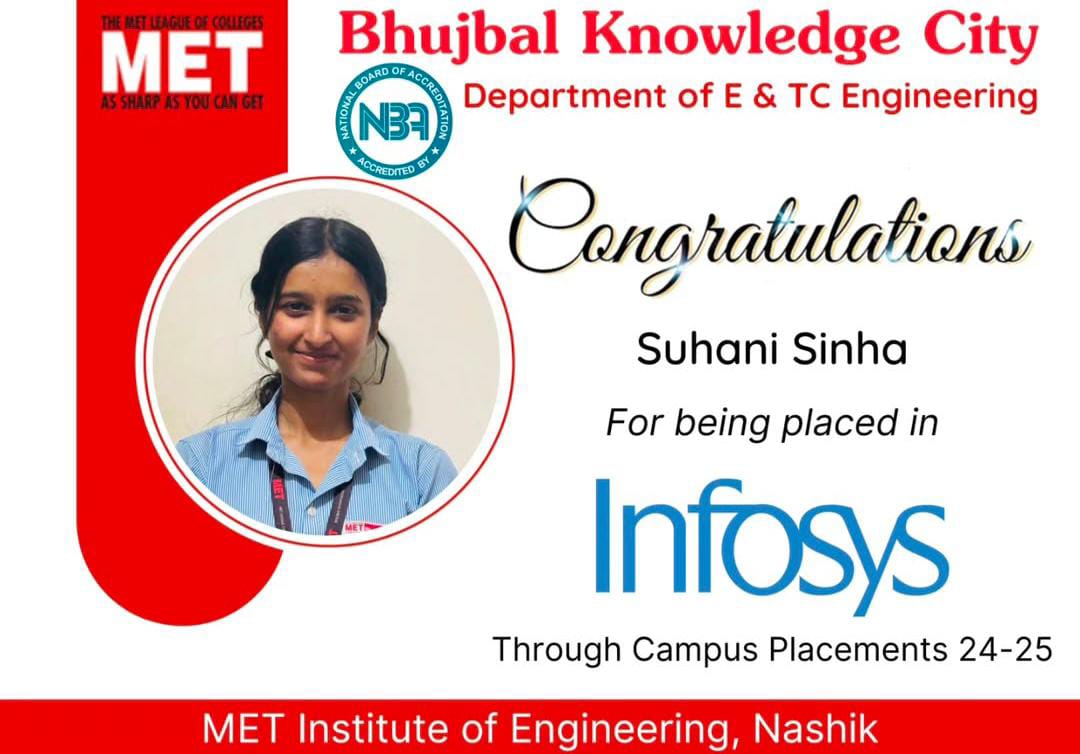 THE MET LEAGUE OF COLLEGES
MET
AS SHARP AS YOU CAN GET
Bhujbal Knowledge City
Department of E & TC Engineering
NATIONAL BOARD OF ACCREDITATION
NBA
ACCREDITED BY
Congratulations
Suhani Sinha
For being placed in
Infosys
Through Campus Placements 24-25
MET
MET
MET Institute of Engineering, Nashik